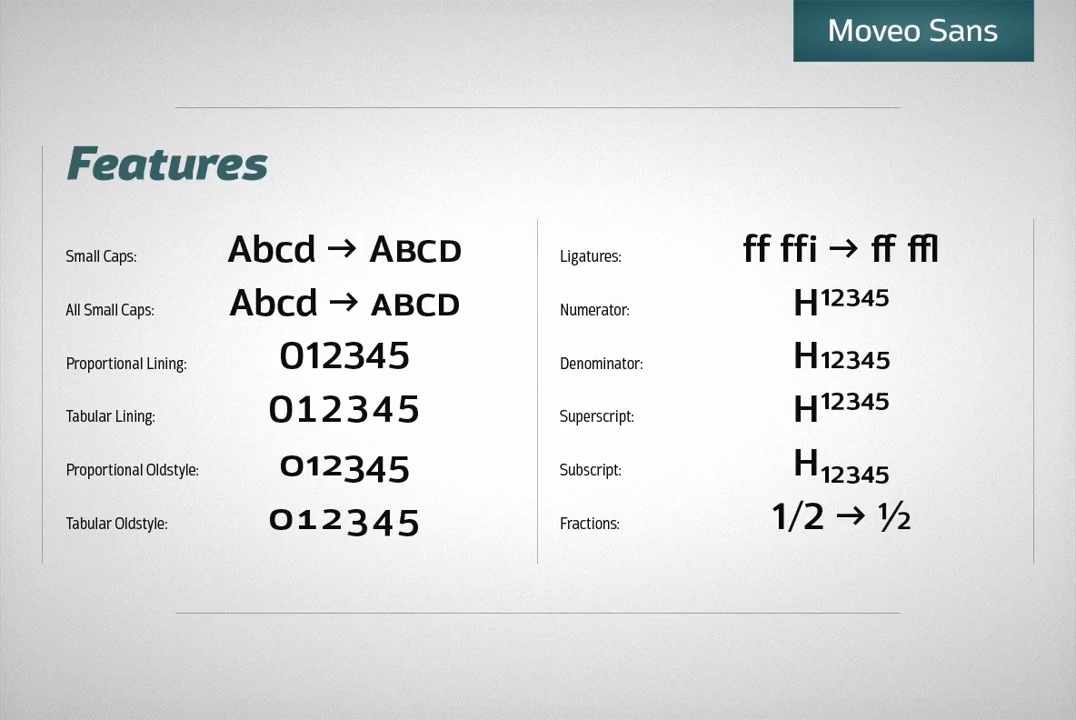 Moveo Sans
Features
Small Caps: Abcd → Aʙᴄᴅ
All Small Caps: Abcd → ᴀʙᴄᴅ
Proportional Lining: 012345
Tabular Lining: 012345
Proportional Oldstyle: 012345
Tabular Oldstyle: 012345
Ligatures: ff ffi → ff ffl
Numerator: H¹²³⁴⁵
Denominator: H₁₂₃₄₅
Superscript: H¹²³⁴⁵
Subscript: H₁₂₃₄₅
Fractions: 1/2 → ½